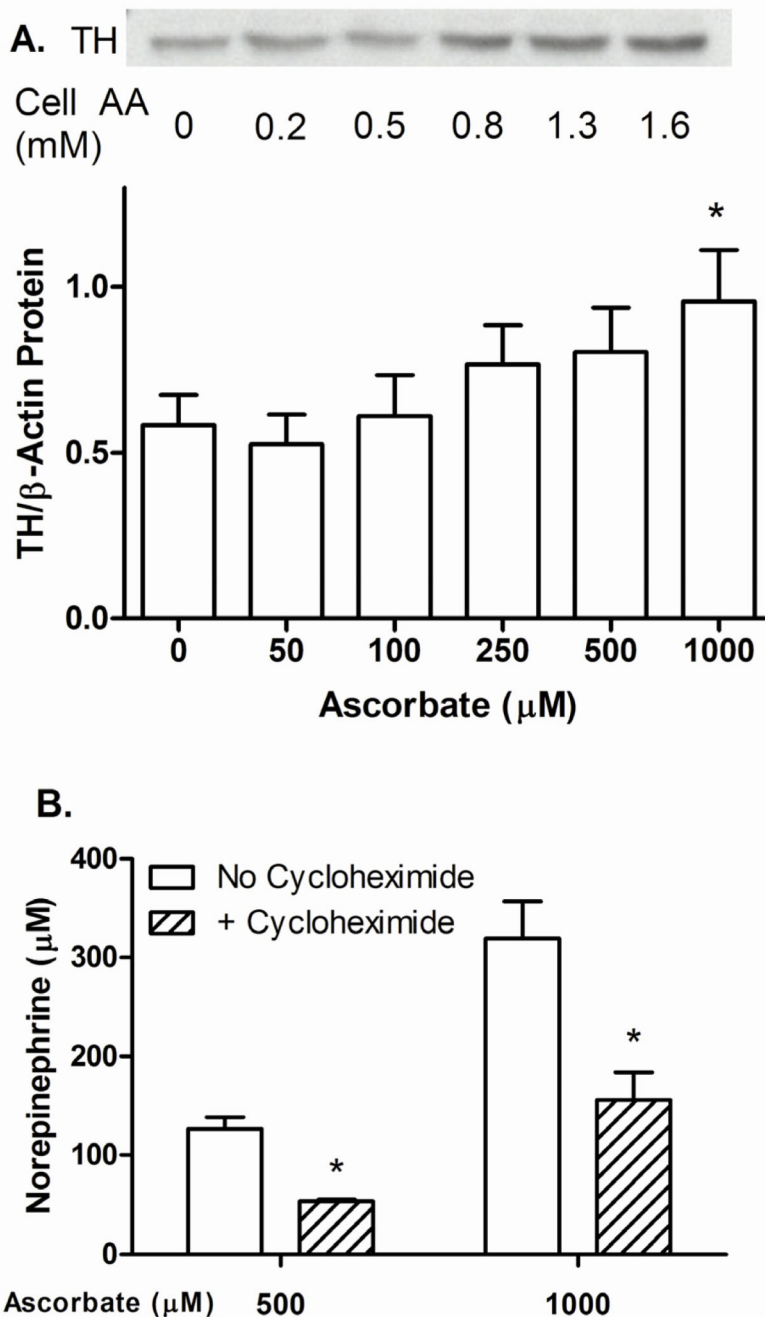 A. TH
Cell AA
(mM) 0 0.2 0.5 0.8 1.3 1.6
*
TH/β-Actin Protein
1.0
0.5
0.0
0 50 100 250 500 1000
Ascorbate (μM)
B.
Norepinephrine (μM)
400
300
200
100
0
No Cycloheximide
+ Cycloheximide
*
*
Ascorbate (μM) 500 1000